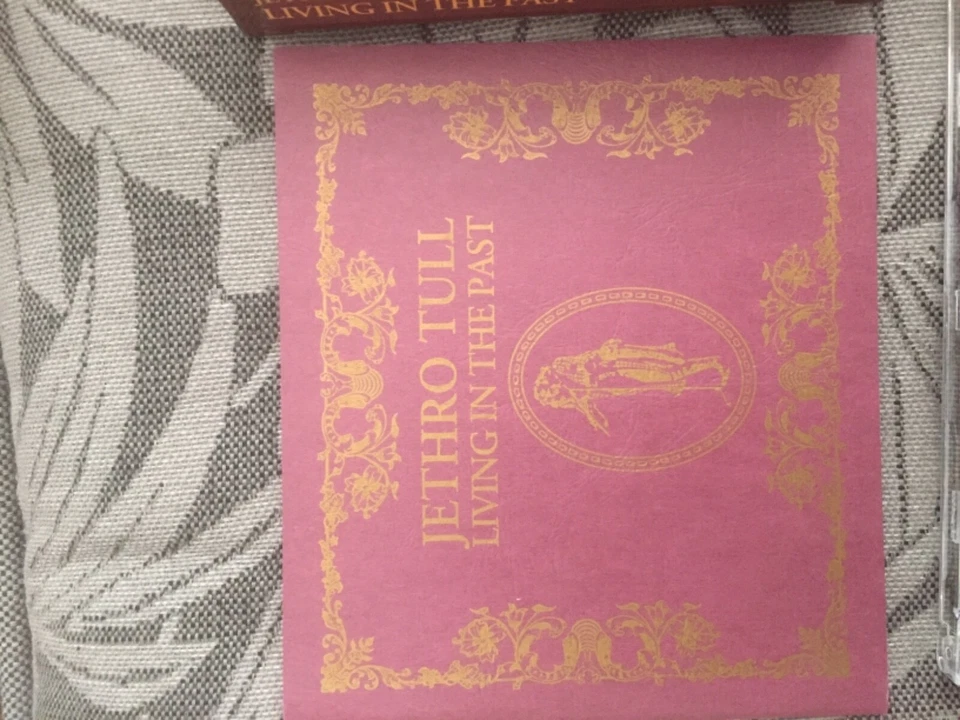 LIVING IN THE PAST
JETHRO TULL
LIVING IN THE PAST